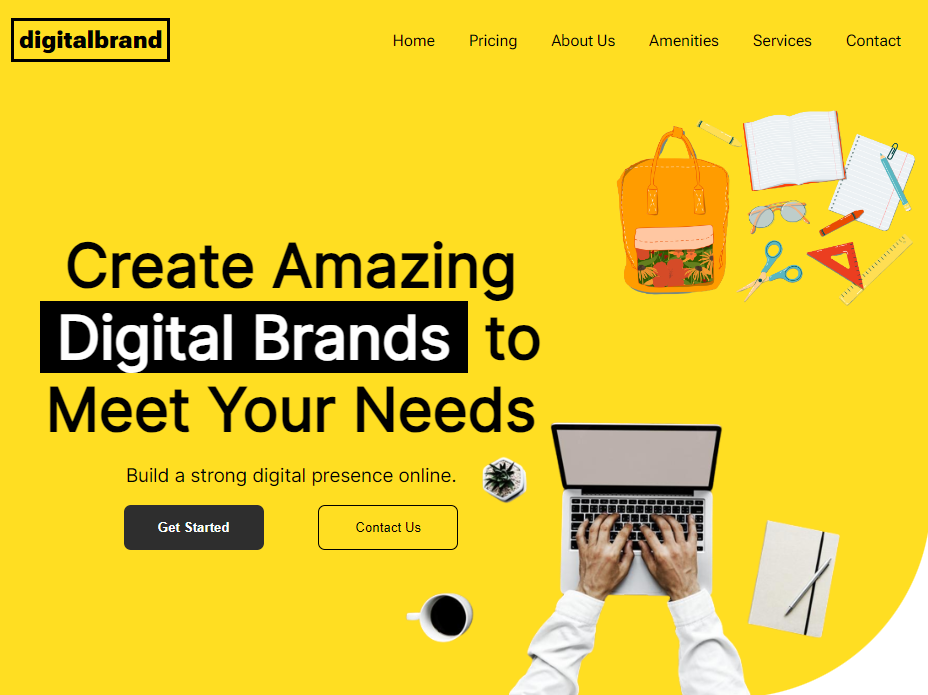 digitalbrand
Home Pricing About Us Amenities Services Contact
Create Amazing
Digital Brands to
Meet Your Needs
Build a strong digital presence online.
Get Started Contact Us